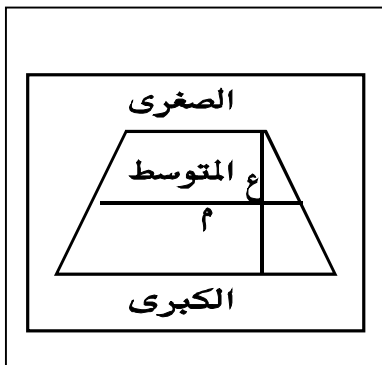 الصغرى
المتوسط
ع
م
الكبرى